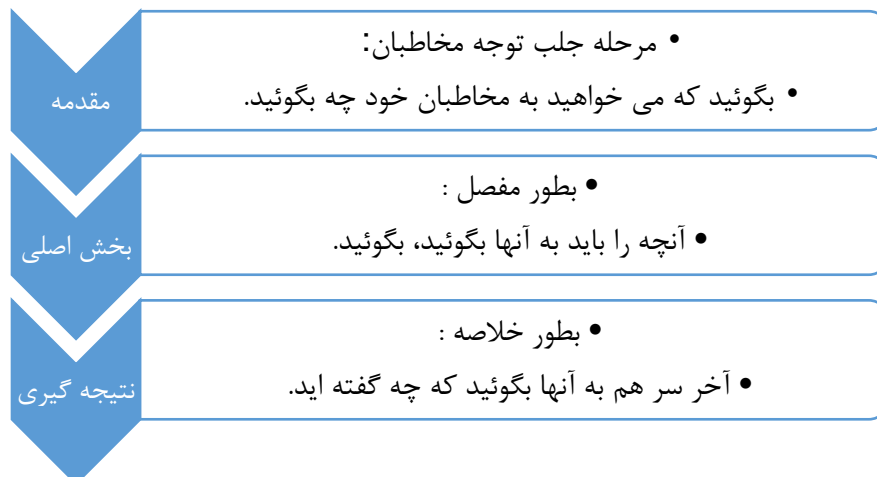 مقدمه
• مرحله جلب توجه مخاطبان:
• بگوئید که می خواهید به مخاطبان خود چه بگوئید.
بخش اصلی
• بطور مفصل :
• آنچه را باید به آنها بگوئید، بگوئید.
نتیجه گیری
• بطور خلاصه :
• آخر سر هم به آنها بگوئید که چه گفته اید.